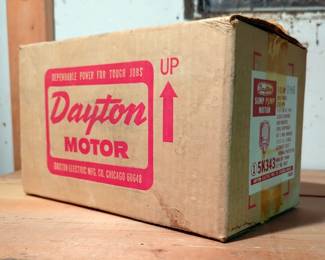 DEPENDABLE POWER FOR TOUGH JOBS
Dayton
MOTOR
DAYTON ELECTRIC MFG. CO. CHICAGO 60648
UP
Dayton
SUMP PUMP
MOTOR
5K343